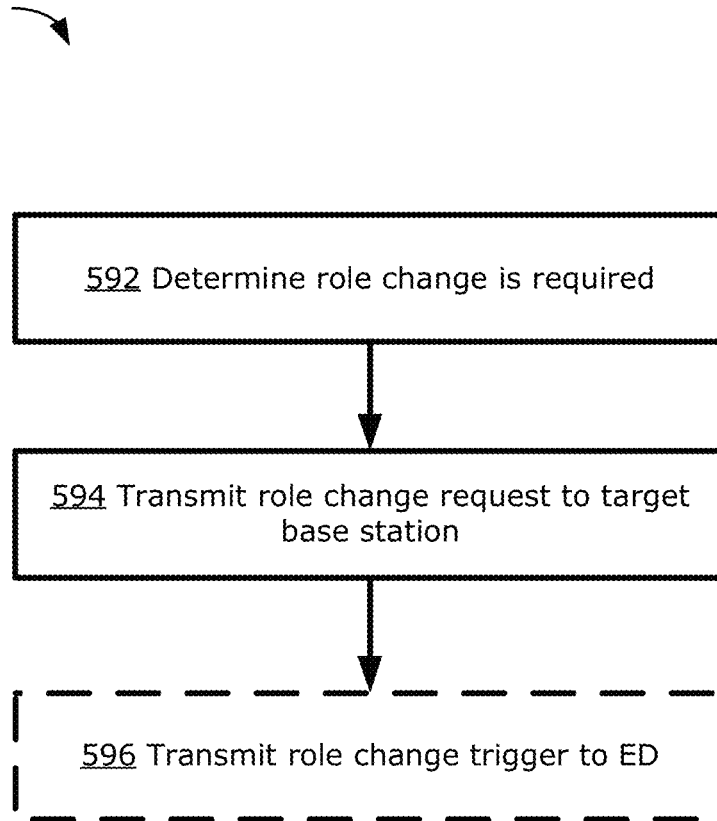 592 Determine role change is required
594 Transmit role change request to target
base station
596 Transmit role change trigger to ED